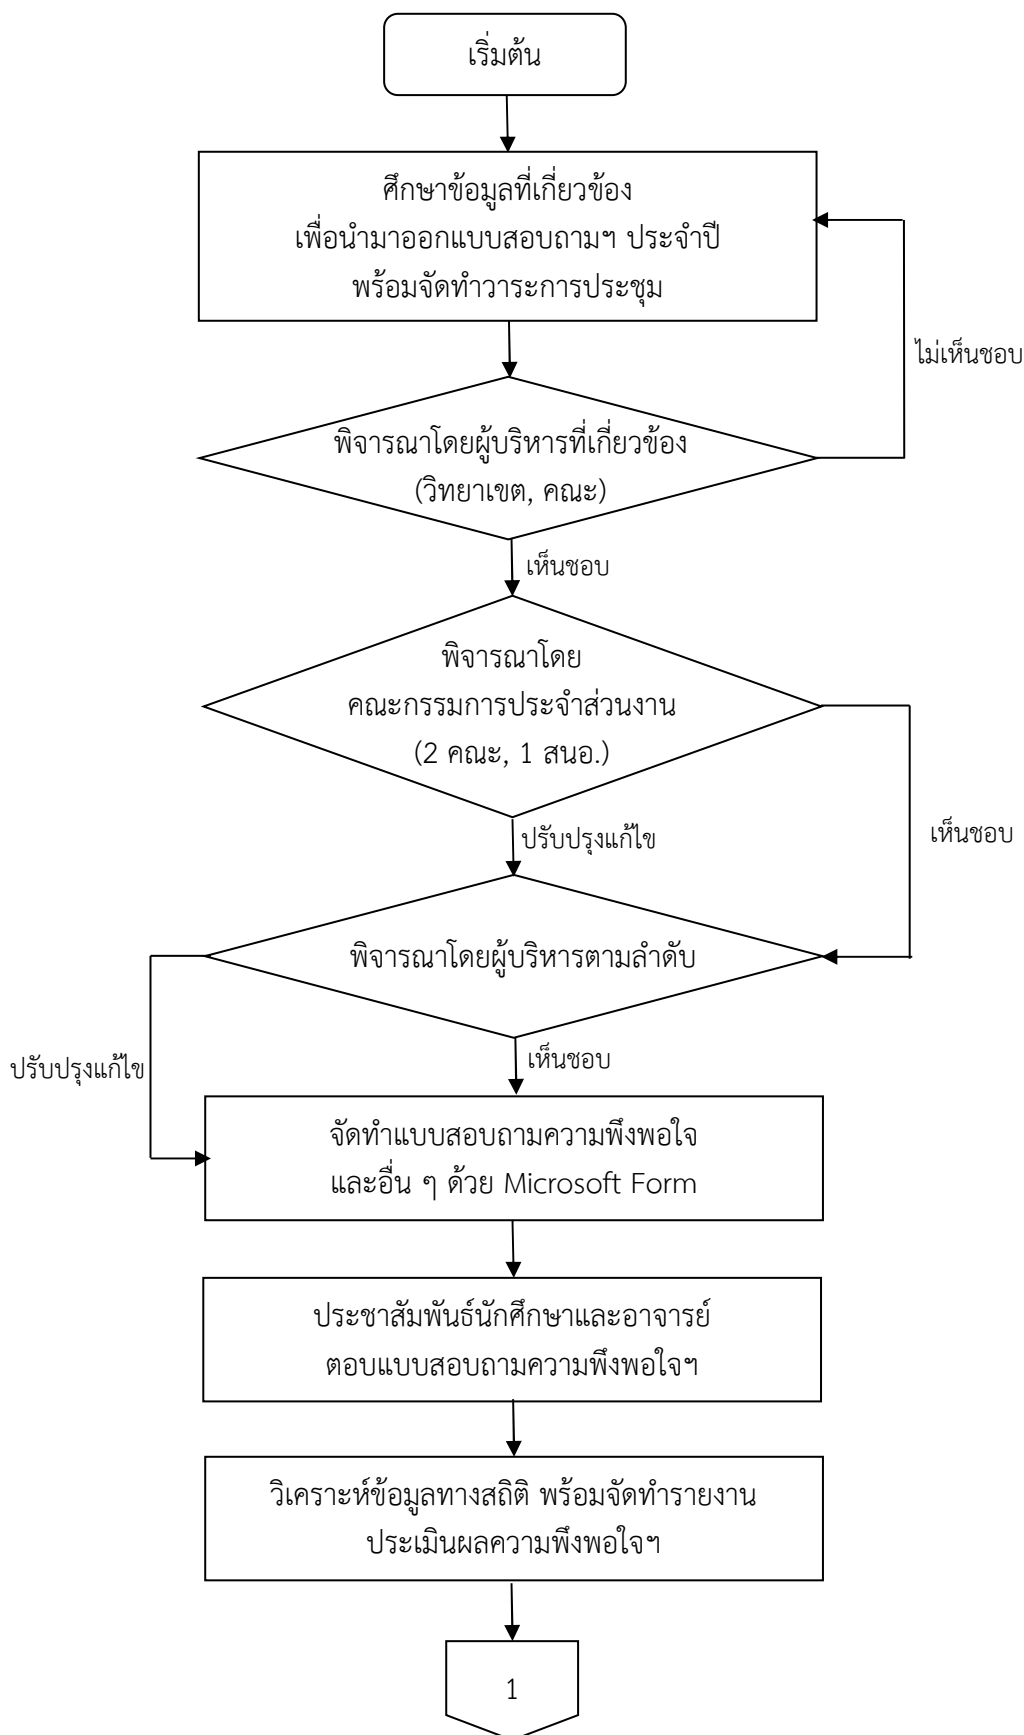 เริ่มต้น
ศึกษาข้อมูลที่เกี่ยวข้อง
เพื่อนำมาออกแบบสอบถามฯ ประจำปี
พร้อมจัดทำวาระการประชุม
ไม่เห็นชอบ
พิจารณาโดยผู้บริหารที่เกี่ยวข้อง
(วิทยาเขต, คณะ)
เห็นชอบ
พิจารณาโดย
คณะกรรมการประจำส่วนงาน
(2 คณะ, 1 สนอ.)
เห็นชอบ
ปรับปรุงแก้ไข
พิจารณาโดยผู้บริหารตามลำดับ
เห็นชอบ
ปรับปรุงแก้ไข
จัดทำแบบสอบถามความพึงพอใจ
และอื่น ๆ ด้วย Microsoft Form
ประชาสัมพันธ์นักศึกษาและอาจารย์
ตอบแบบสอบถามความพึงพอใจฯ
วิเคราะห์ข้อมูลทางสถิติ พร้อมจัดทำรายงาน
ประเมินผลความพึงพอใจฯ
1